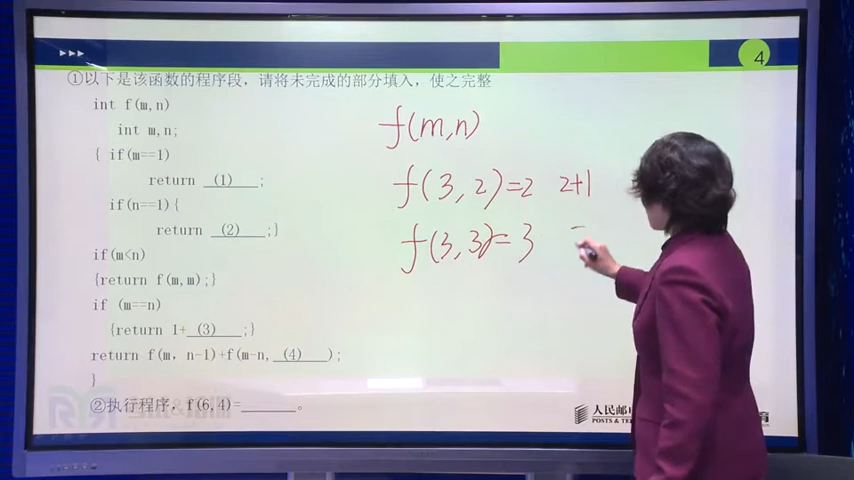 ▸▸▸
4
①以下是该函数的程序段，请将未完成的部分填入，使之完整
int f(m,n)
int m,n;
{ if(m==1)
return (1) ;
if(n==1){
return (2) ;}
if(m<n)
{return f(m,m);}
if (m==n)
{return 1+ (3) ;}
return f(m, n-1)+f(m-n, (4) );
}
②执行程序，f(6,4)=______。
f(m,n)
f(3,2)=2 2+1
f(3,3)=3
人民邮
POSTS & TE
育